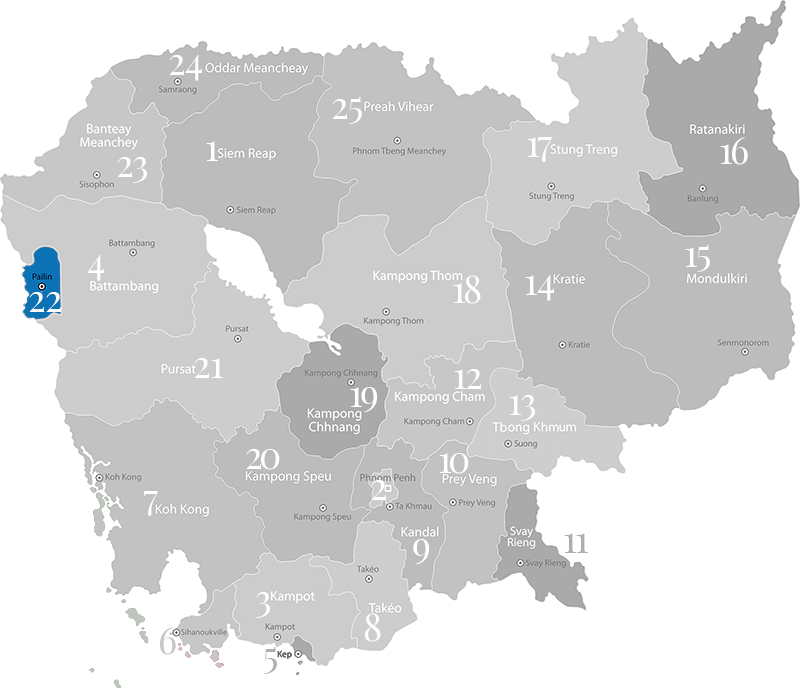 24 Oddar Meancheay
Samraong
25 Preah Vihear
Phnom Tbeng Meanchey
Banteay
Meanchey
23
Sisophon
1 Siem Reap
Siem Reap
17 Stung Treng
Stung Treng
Ratanakiri
16
Banlung
Battambang
4
Battambang
Pailin
22
Kampong Thom
18
Kampong Thom
14 Kratie
Kratie
15
Mondulkiri
Senmonorom
Pursat
Pursat 21
Kampong Chhnang
19
Kampong
Chhnang
12
Kampong Cham
Kampong Cham
13
Tbong Khmum
Suong
Koh Kong
7 Koh Kong
20
Kampong Speu
Kampong Speu
Phnom Penh
2
Ta Khmau
Kandal
9
10
Prey Veng
Prey Veng
Svay
Rieng
11
Svay Rieng
Takéo
Takéo
8
3 Kampot
Kampot
6 Sihanoukville
5 Kep